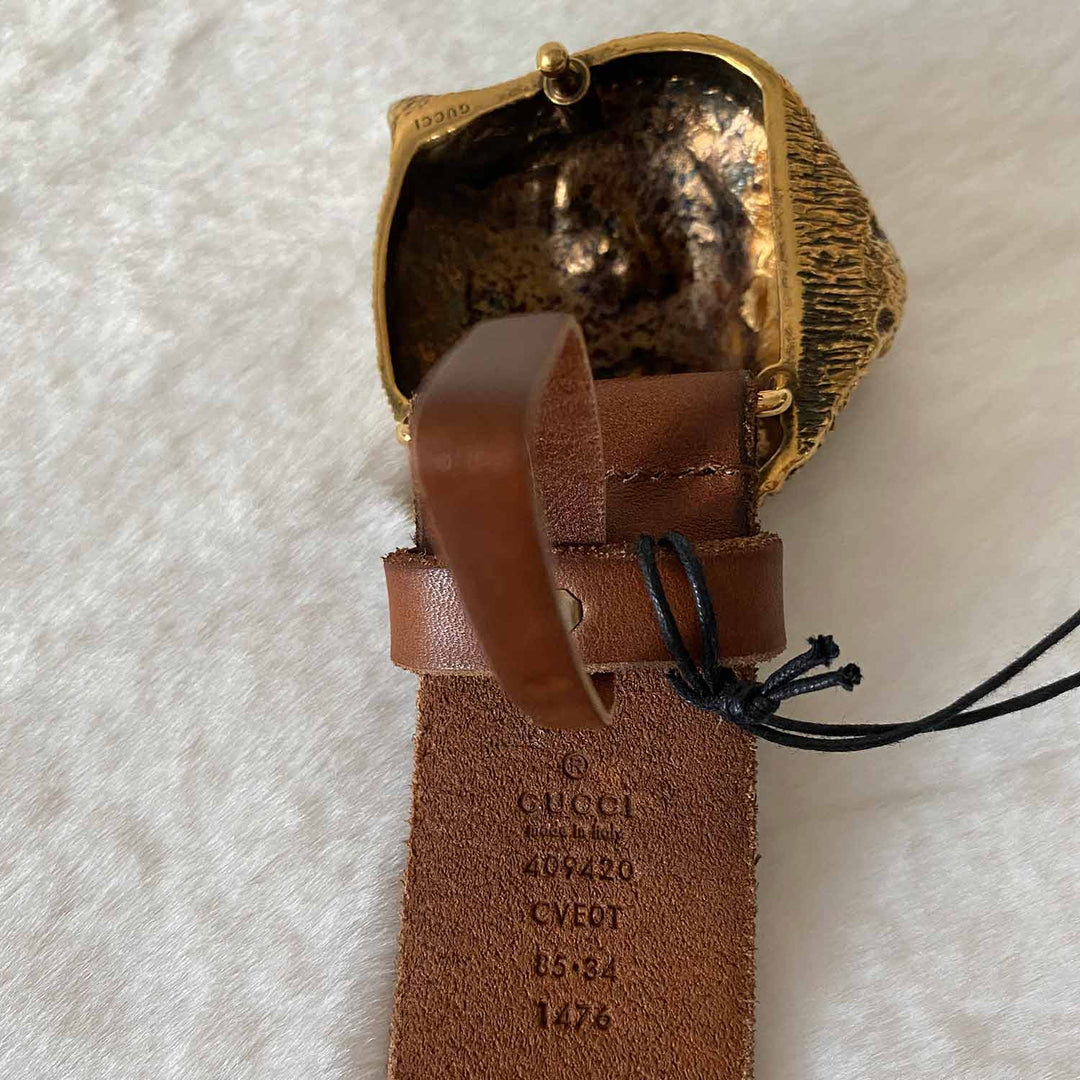 GUCCI
®
GUCCI
made in italy
409420
CVE0T
85•34
1476